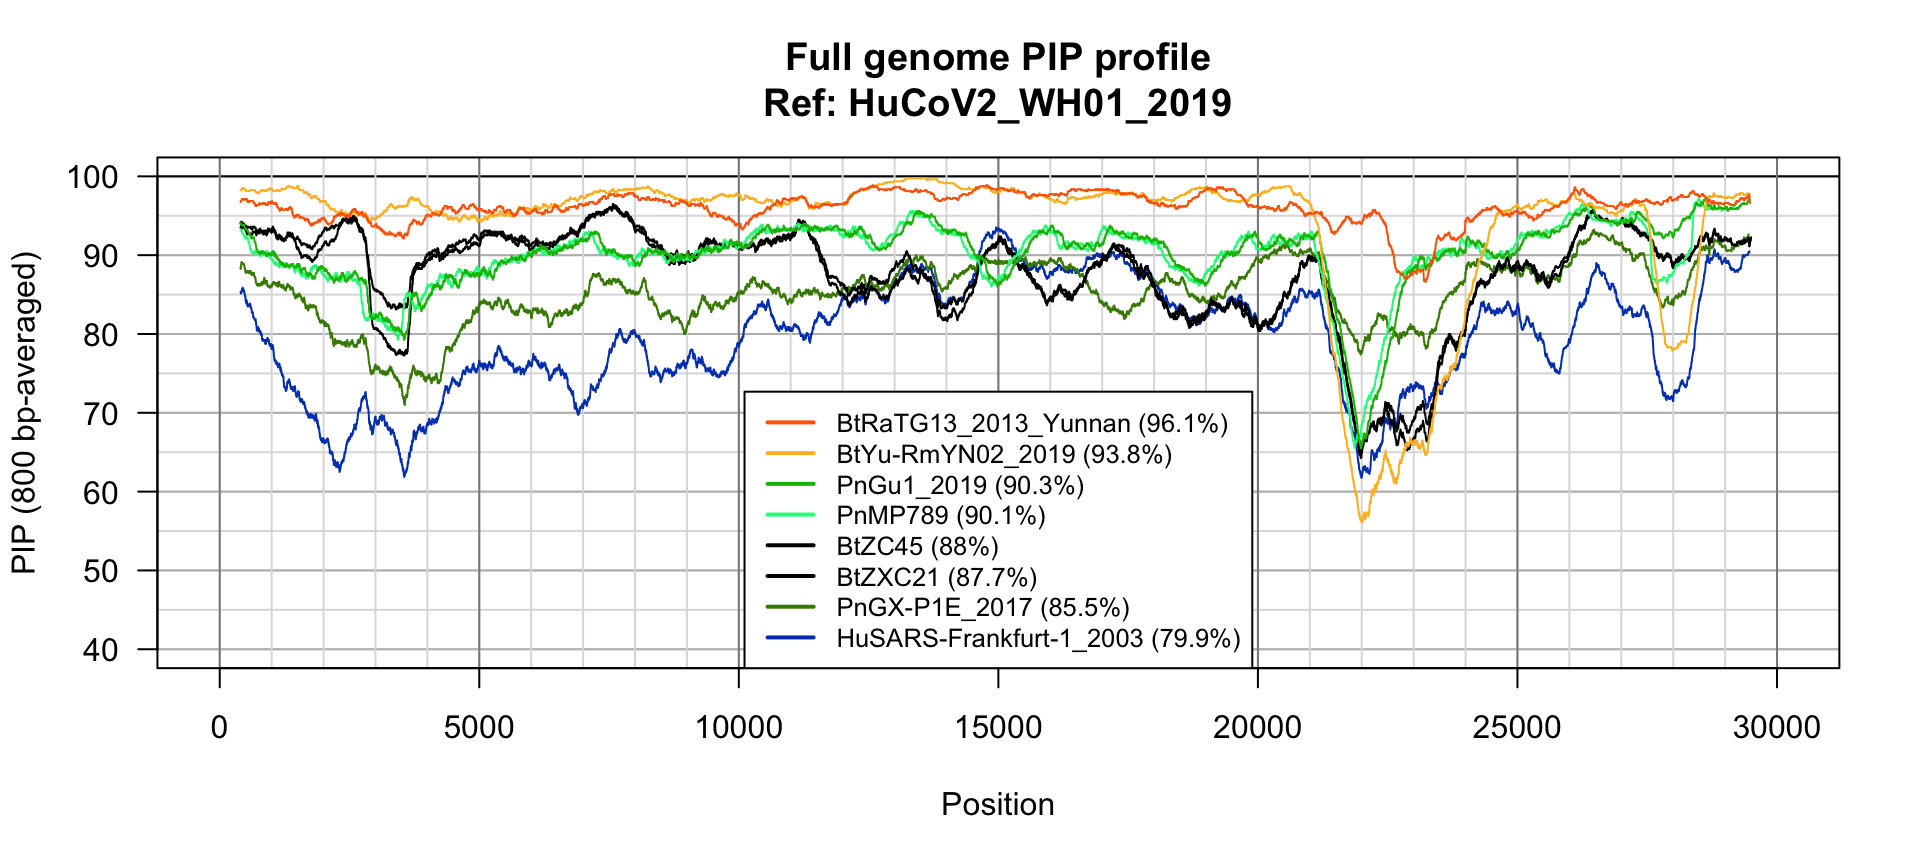 Full genome PIP profile
Ref: HuCoV2_WH01_2019
PIP (800 bp-averaged)
100
90
80
70
60
50
40
BtRaTG13_2013_Yunnan (96.1%)
BtYu-RmYN02_2019 (93.8%)
PnGu1_2019 (90.3%)
PnMP789 (90.1%)
BtZC45 (88%)
BtZXC21 (87.7%)
PnGX-P1E_2017 (85.5%)
HuSARS-Frankfurt-1_2003 (79.9%)
0 5000 10000 15000 20000 25000 30000
Position